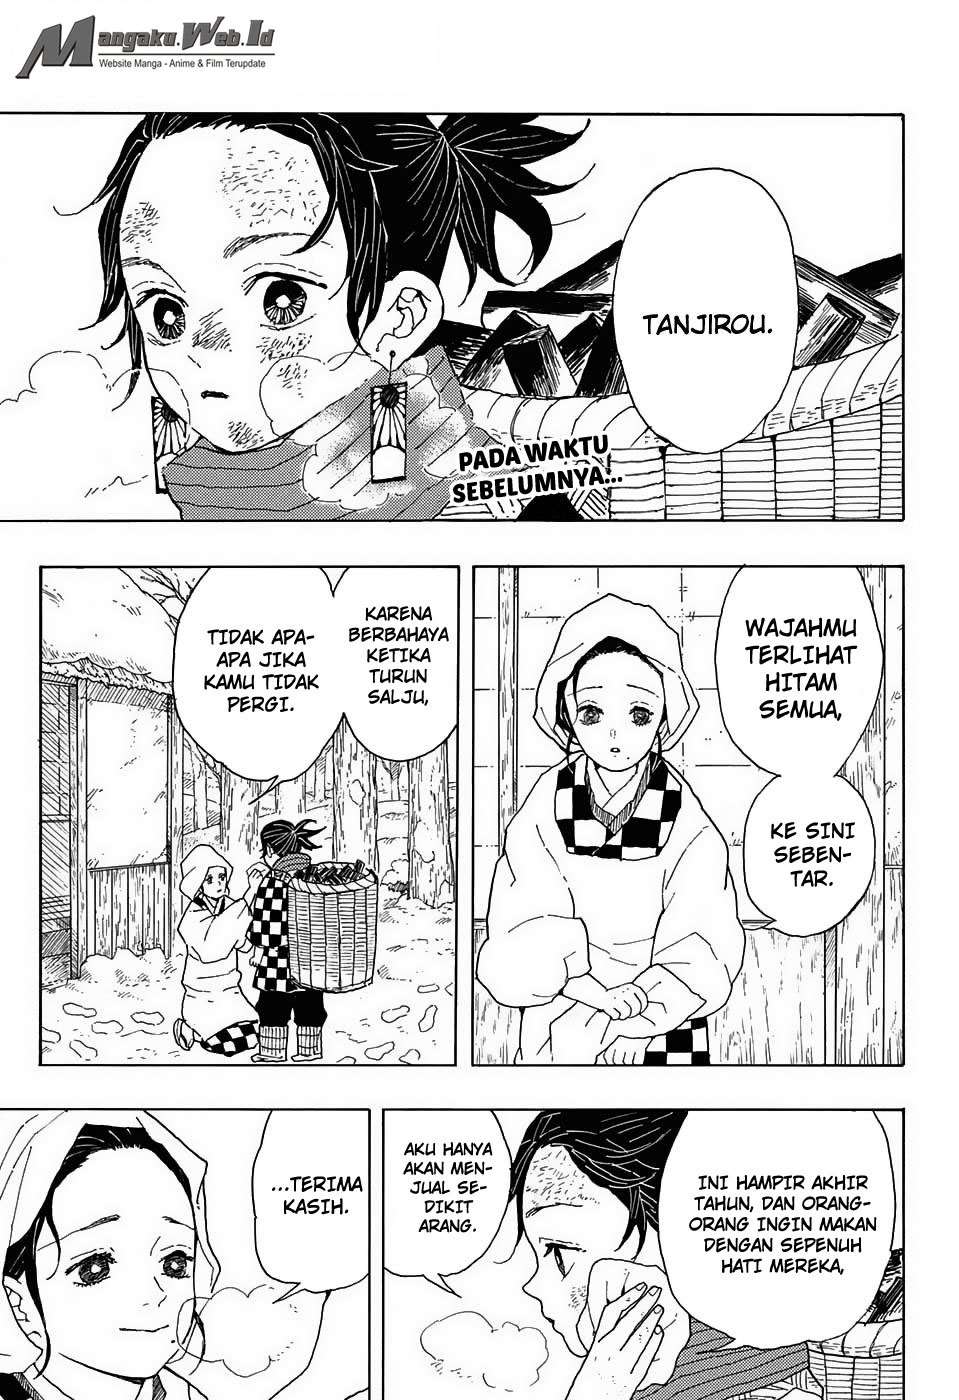 Mangaku.Web.Id
Website Manga - Anime & Film Terupdate
TANJIROU.
PADA WAKTU
SEBELUMNYA...
WAJAHMU
TERLIHAT
HITAM
SEMUA,
KE SINI
SEBEN-
TAR.
KARENA
BERBAHAYA
KETIKA
TURUN
SALJU,
TIDAK APA-
APA JIKA
KAMU TIDAK
PERGI.
INI HAMPIR AKHIR
TAHUN, DAN ORANG-
ORANG INGIN MAKAN
DENGAN SEPENUH
HATI MEREKA,
AKU HANYA
AKAN MEN-
JUAL SE-
DIKIT
ARANG.
...TERIMA
KASIH.